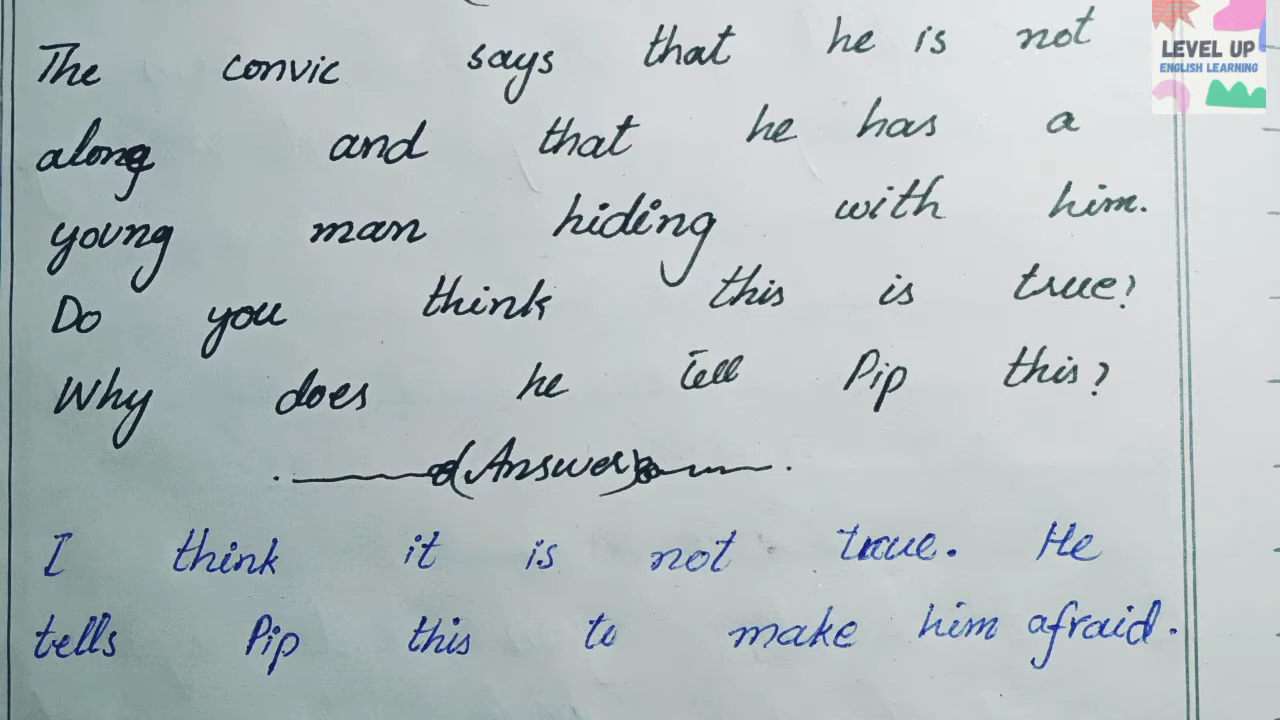 LEVEL UP
ENGLISH LEARNING
The convic says that he is not
along and that he has a
young man hiding with him.
Do you think this is true?
Why does he tell Pip this?
(Answer)
I think it is not true. He
tells Pip this to make him afraid.